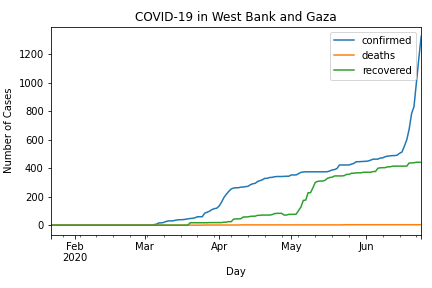 COVID-19 in West Bank and Gaza
confirmed
deaths
recovered
Number of Cases
1200
1000
800
600
400
200
0
Feb
2020
Mar
Apr
May
Jun
Day